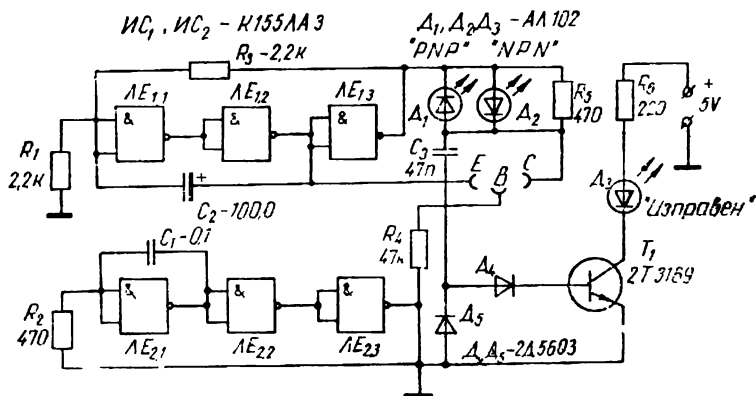 ИС₁, ИС₂ – К155ЛА3
Д₁, Д₂ Д₃ – АЛ102
"PNP" "NPN"
R₃ – 2,2к
ЛЕ1,1
ЛЕ1,2
ЛЕ1,3
&
&
&
Д₁
Д₂
R₅
470
R₆
220
+
5V
R₁
2,2к
C₂ – 100,0
+
C₃
47п
E
B
C
Д₃
"Изправен"
C₁ – 0,1
R₄
47к
T₁
2Т3169
Д₄
R₂
470
&
&
&
ЛЕ2,1
ЛЕ2,2
ЛЕ2,3
Д₅
Д₄ Д₅ – 2Д5603